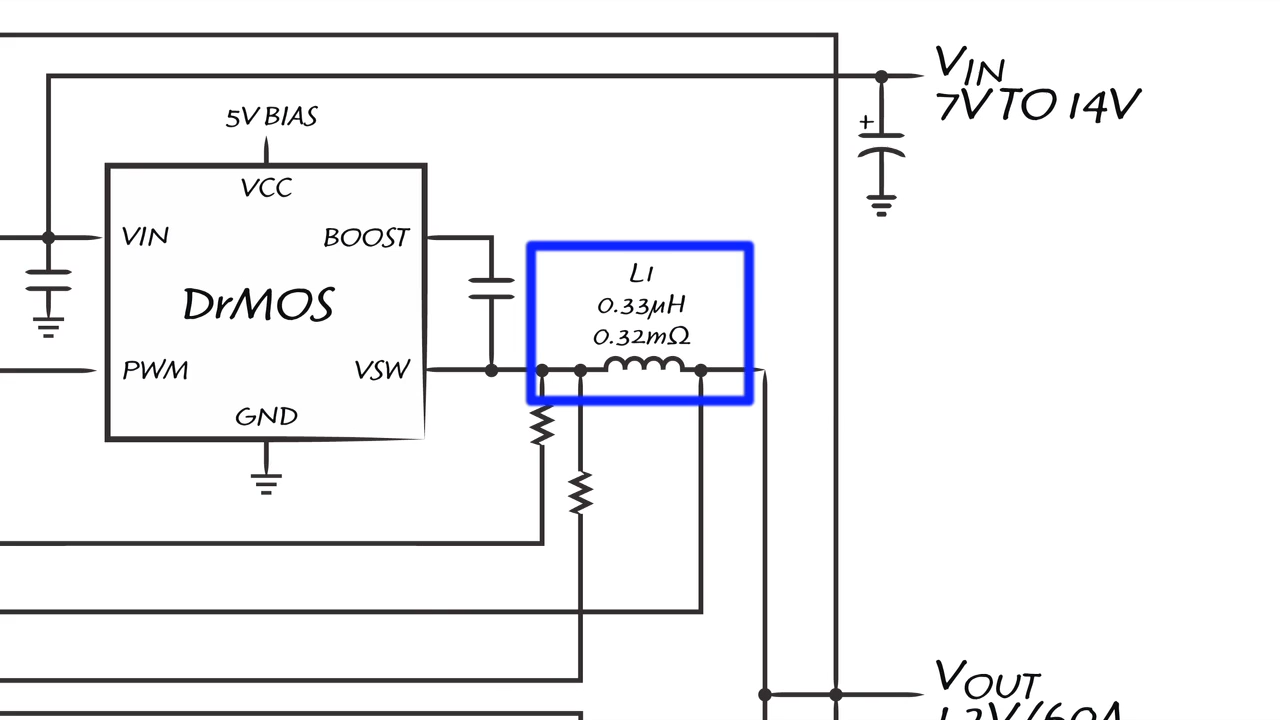 VIN
7V TO 14V
+
5V BIAS
VCC
VIN
BOOST
DrMOS
PWM
VSW
GND
L1
0.33µH
0.32mΩ
VOUT